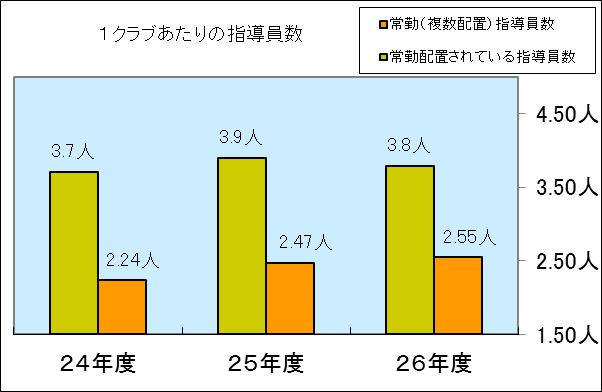 1クラブあたりの指導員数
常勤(複数配置)指導員数
常勤配置されている指導員数
4.50人
3.50人
2.50人
1.50人
3.7人
2.24人
3.9人
2.47人
3.8人
2.55人
24年度
25年度
26年度